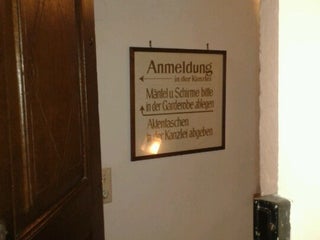 Anmeldung
in der Kanzlei
Mäntel u. Schirme bitte
in der Garderobe ablegen
Aktentaschen
in der Kanzlei abgeben